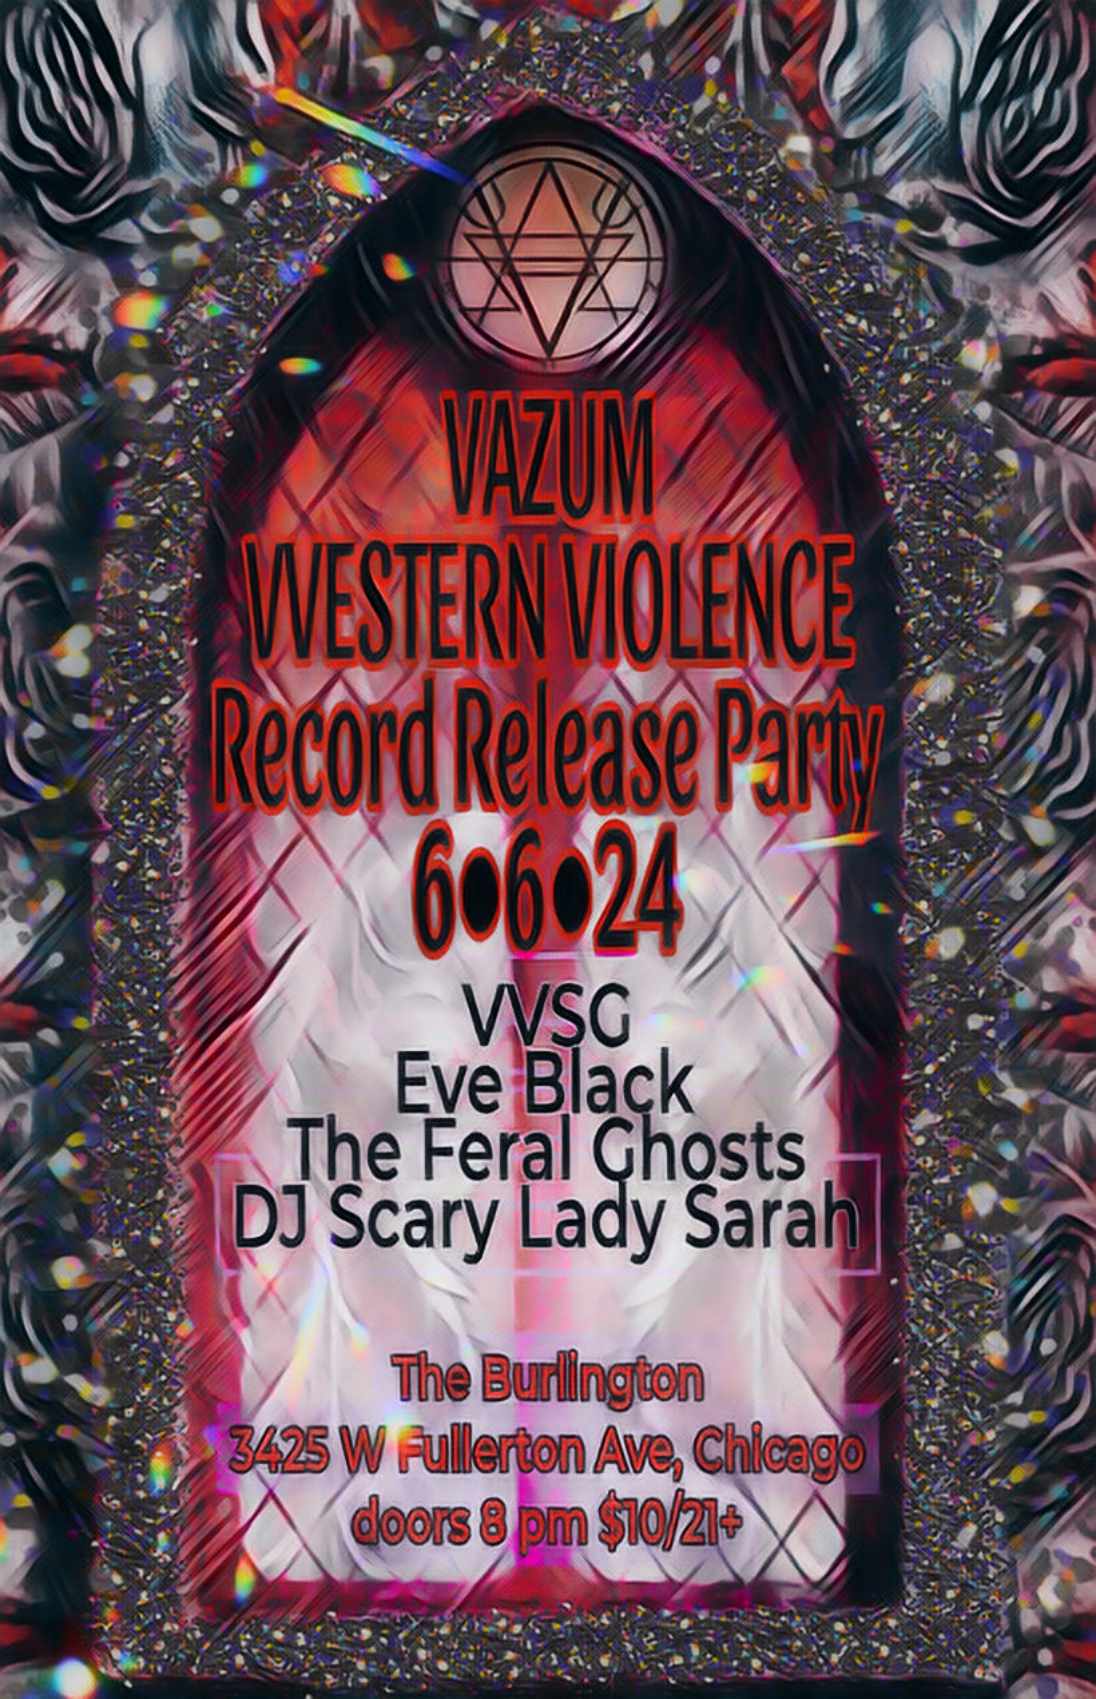 VAZUM
WESTERN VIOLENCE
Record Release Party
6•6•24
VVSG
Eve Black
The Feral Ghosts
DJ Scary Lady Sarah
The Burlington
3425 W Fullerton Ave, Chicago
doors 8 pm $10/21+